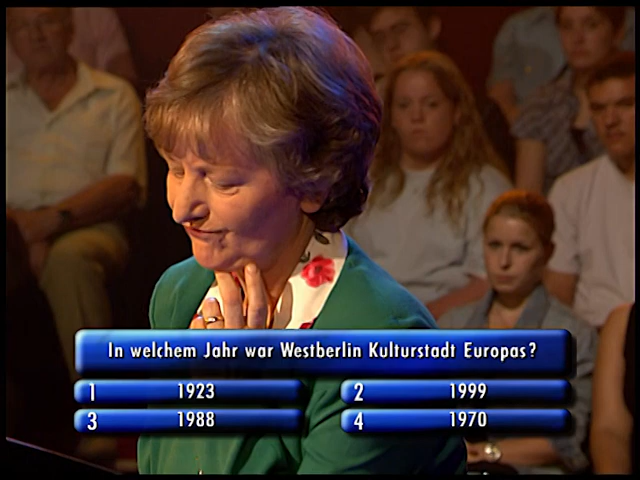 In welchem Jahr war Westberlin Kulturstadt Europas?
1 1923
2 1999
3 1988
4 1970